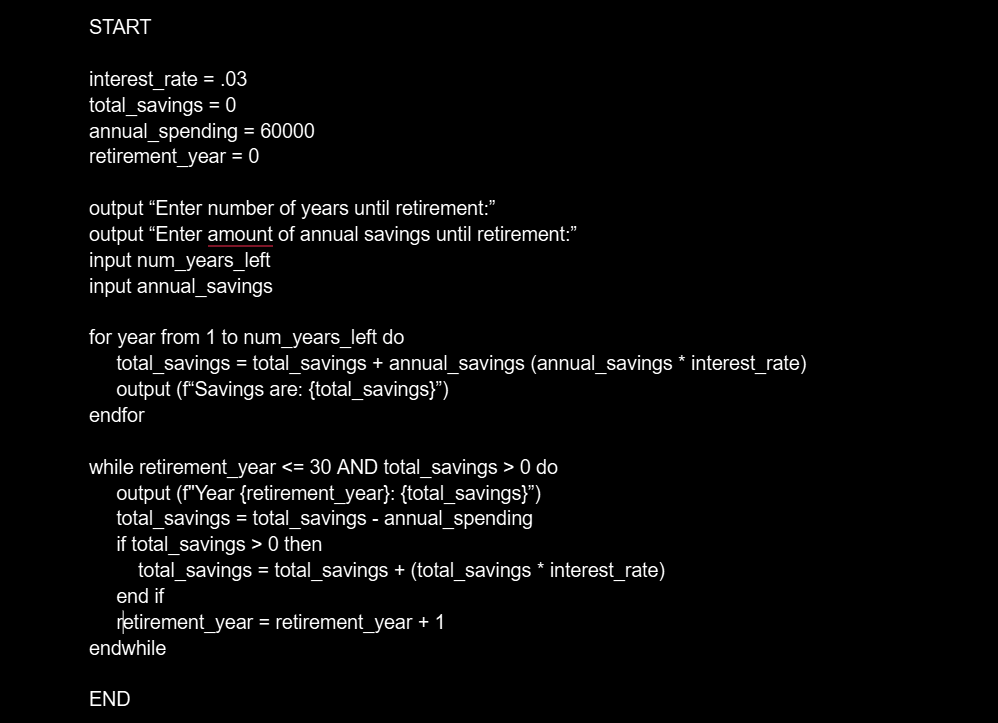 START
interest_rate = .03
total_savings = 0
annual_spending = 60000
retirement_year = 0
output “Enter number of years until retirement:”
output “Enter amount of annual savings until retirement:”
input num_years_left
input annual_savings
for year from 1 to num_years_left do
total_savings = total_savings + annual_savings (annual_savings * interest_rate)
output (f“Savings are: {total_savings}”)
endfor
while retirement_year <= 30 AND total_savings > 0 do
output (f"Year {retirement_year}: {total_savings}”)
total_savings = total_savings - annual_spending
if total_savings > 0 then
total_savings = total_savings + (total_savings * interest_rate)
end if
retirement_year = retirement_year + 1
endwhile
END